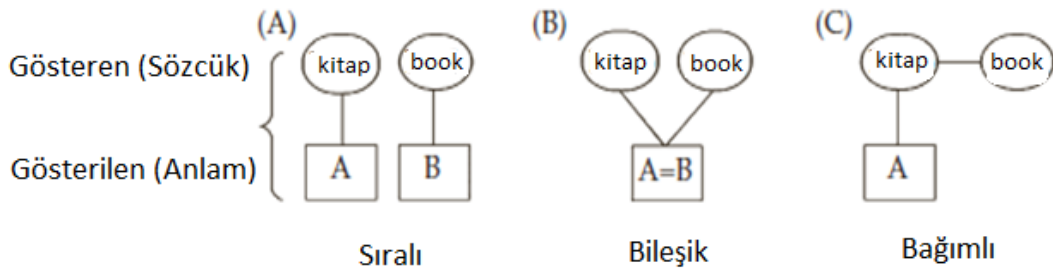 (A) (B) (C)
Gösteren (Sözcük) kitap book kitap book kitap book
Gösterilen (Anlam) A B A=B A
Sıralı Bileşik Bağımlı